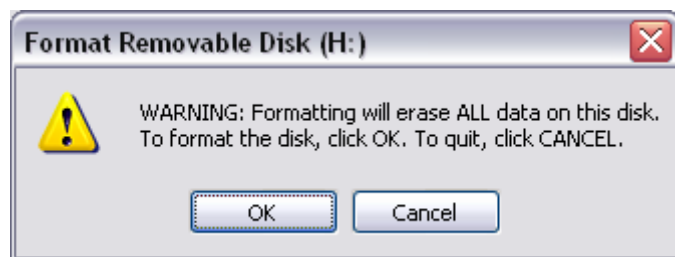 Format Removable Disk (H:)
WARNING: Formatting will erase ALL data on this disk.
To format the disk, click OK. To quit, click CANCEL.
OK
Cancel